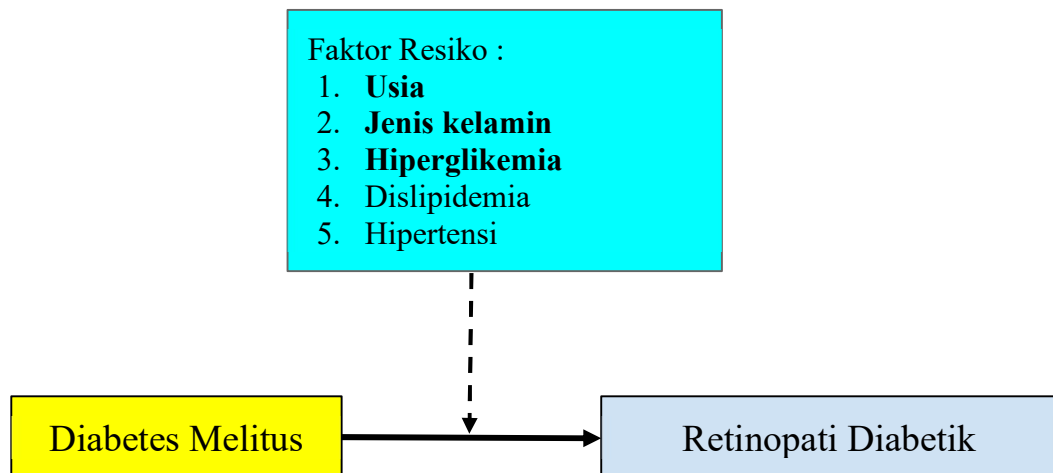 Faktor Resiko :
1. Usia
2. Jenis kelamin
3. Hiperglikemia
4. Dislipidemia
5. Hipertensi
Diabetes Melitus
Retinopati Diabetik